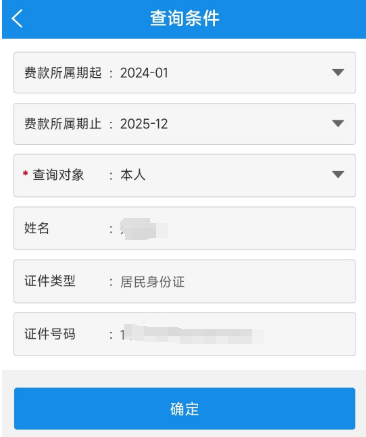 查询条件
费款所属期起 : 2024-01
费款所属期止 : 2025-12
* 查询对象 : 本人
姓名 :
证件类型 : 居民身份证
证件号码 : 1
确定